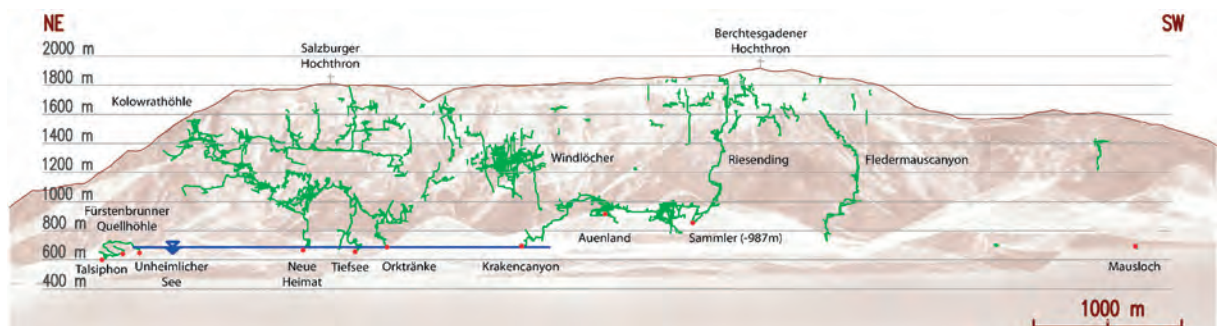 NE
SW
2000 m
1800 m
1600 m
1400 m
1200 m
1000 m
800 m
600 m
400 m
Salzburger
Hochthron
Berchtesgadener
Hochthron
Kolowrathöhle
Windlöcher
Riesending
Fledermauscanyon
Fürstenbrunner
Quellhöhle
Auenland
Sammler (-987m)
Talsiphon
Unheimlicher
See
Neue
Heimat
Tiefsee
Orktränke
Krakencanyon
Mausloch
1000 m